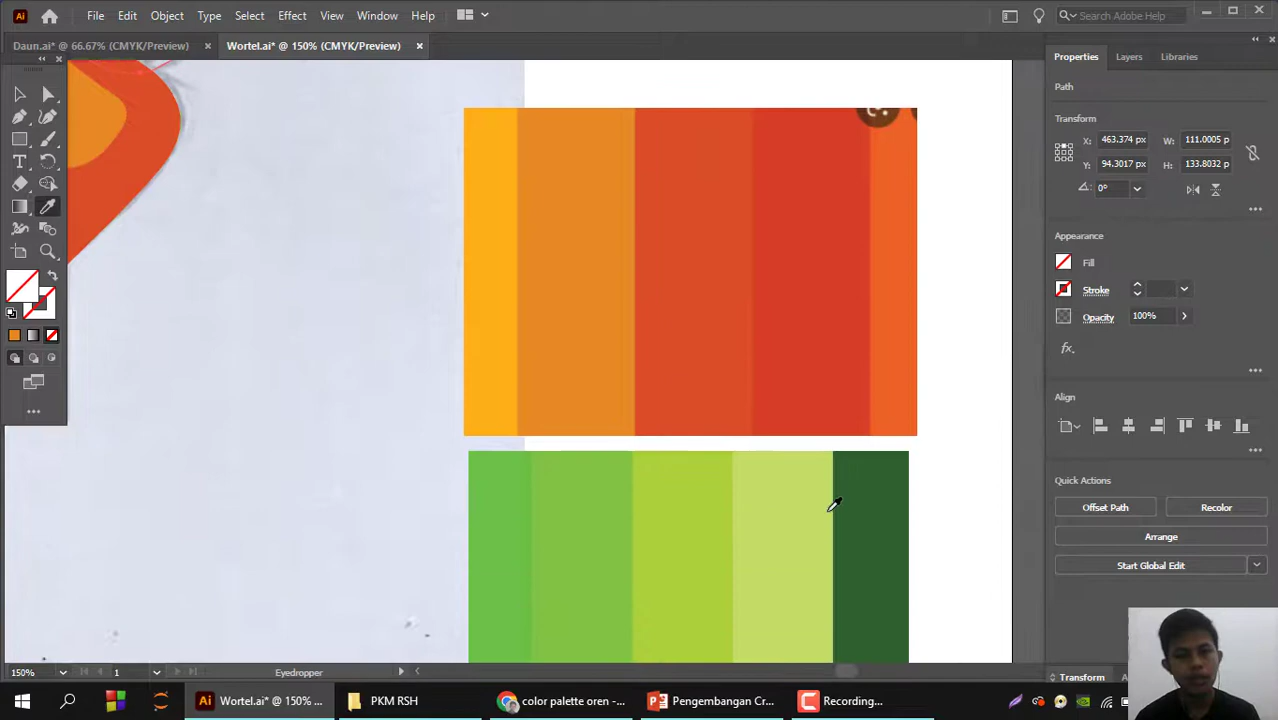 Ai File Edit Object Type Select Effect View Window Help Search Adobe Help
Daun.ai* @ 66.67% (CMYK/Preview) × Wortel.ai* @ 150% (CMYK/Preview) ×
Properties Layers Libraries
Path
Transform
X: 463.374 px W: 111.0005 p
Y: 94.3017 px H: 133.8032 p
0°
Appearance
Fill
Stroke
Opacity 100%
fx.
Align
Quick Actions
Offset Path Recolor
Arrange
Start Global Edit
150% 1 Eyedropper
Transform
Ai Wortel.ai* @ 150% ... PKM RSH color palette oren -... Pengembangan Cr... Recording...